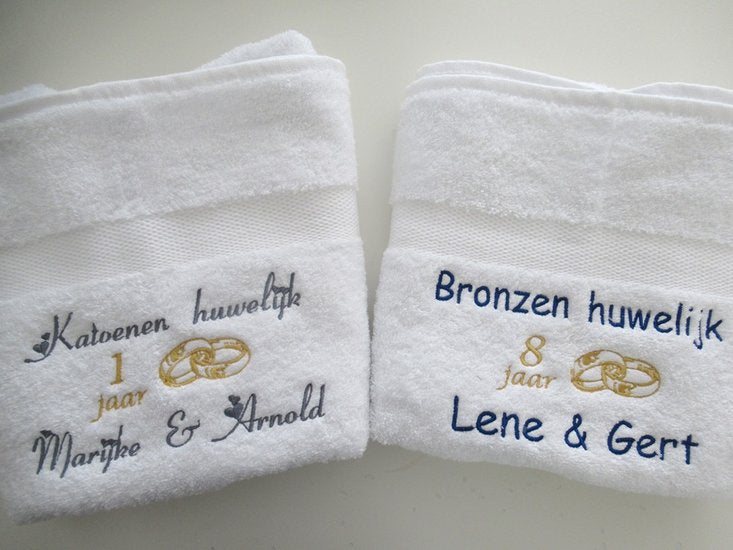 Katoenen huwelijk
1
jaar
Marijke & Arnold
Bronzen huwelijk
8
jaar
Lene & Gert